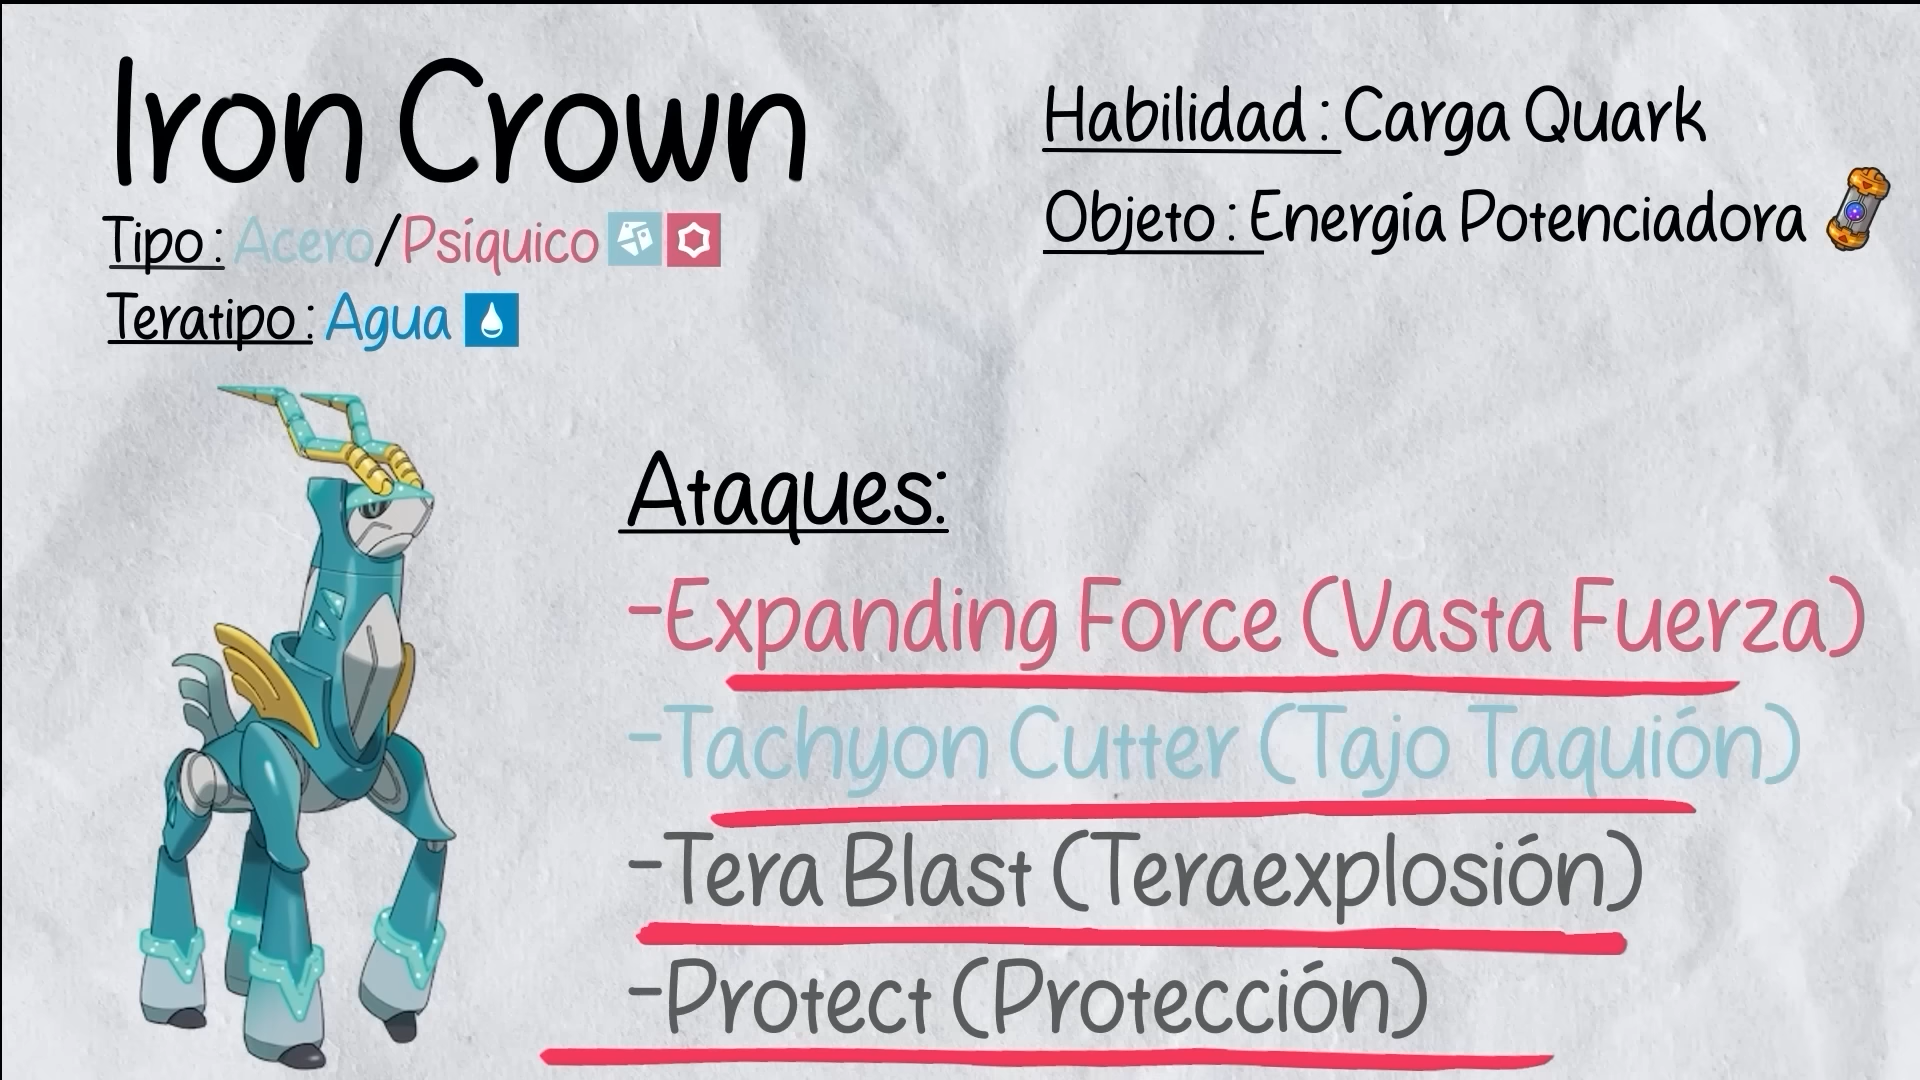 Iron Crown
Tipo: Acero/Psíquico
Teratipo: Agua
Habilidad: Carga Quark
Objeto: Energía Potenciadora
Ataques:
-Expanding Force (Vasta Fuerza)
-Tachyon Cutter (Tajo Taquión)
-Tera Blast (Teraexplosión)
-Protect (Protección)